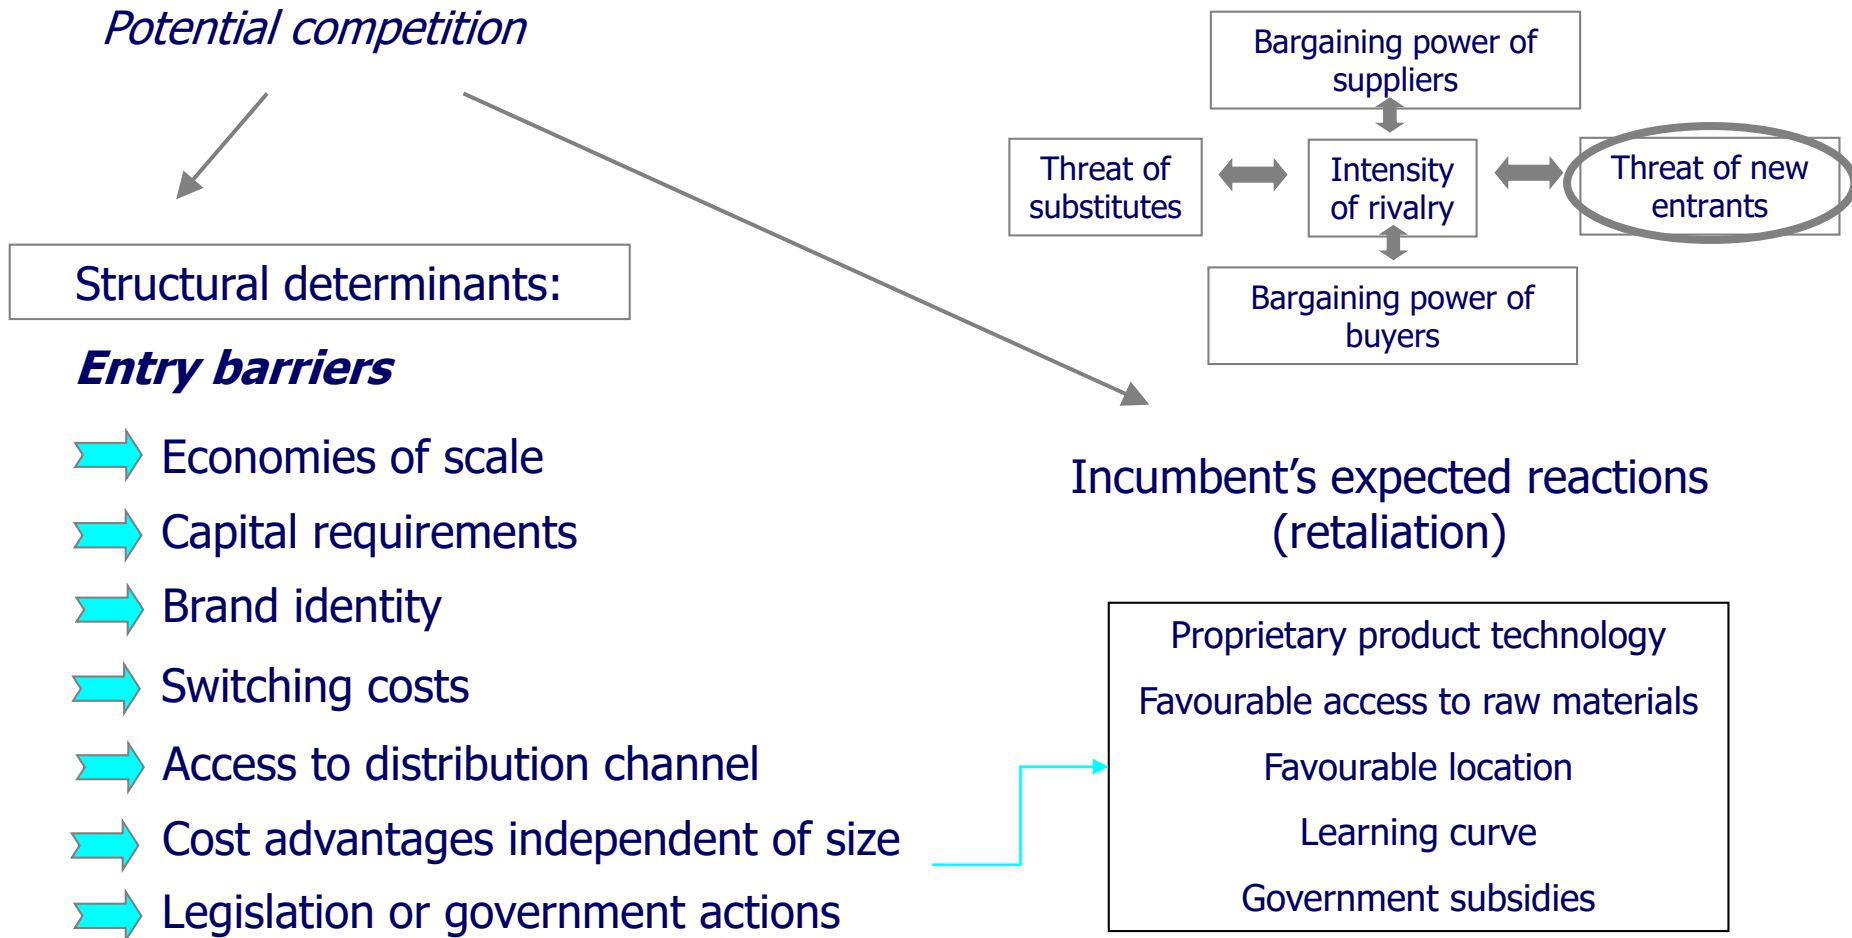 Potential competition
Bargaining power of
suppliers
Threat of
substitutes
Intensity
of rivalry
Threat of new
entrants
Bargaining power of
buyers
Structural determinants:
Entry barriers
Economies of scale
Capital requirements
Brand identity
Switching costs
Access to distribution channel
Cost advantages independent of size
Legislation or government actions
Incumbent’s expected reactions
(retaliation)
Proprietary product technology
Favourable access to raw materials
Favourable location
Learning curve
Government subsidies